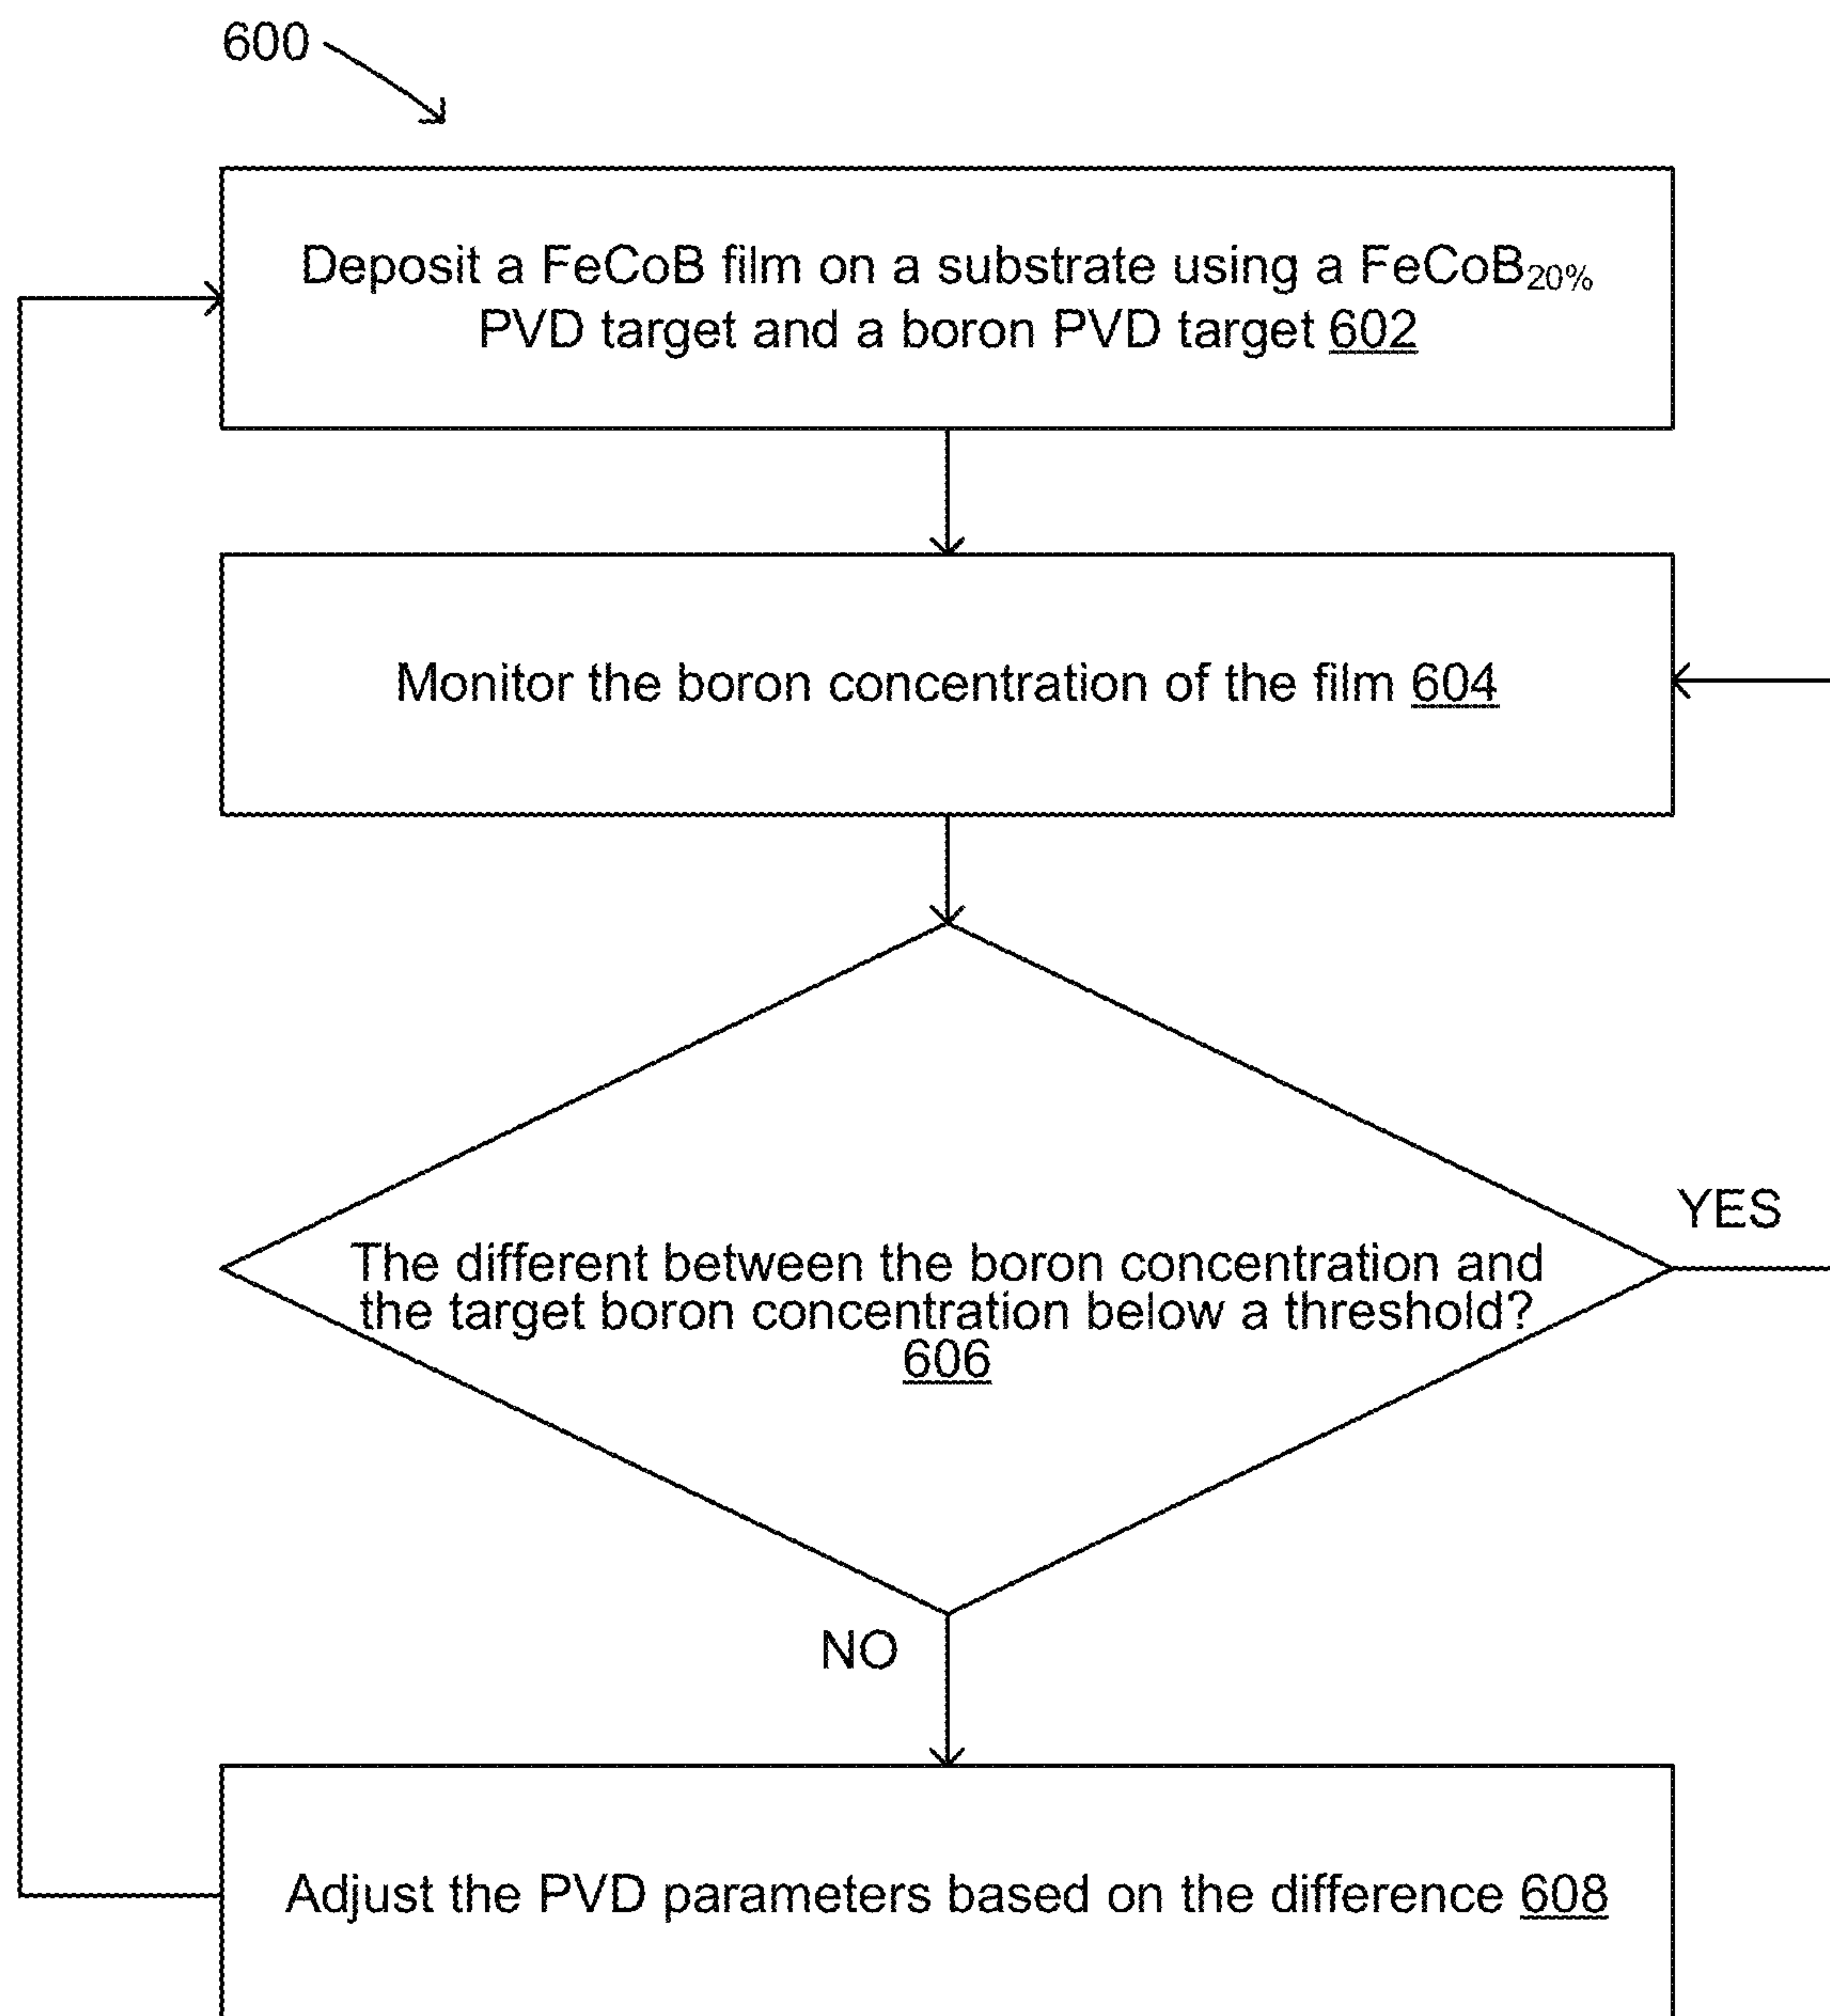 600
Deposit a FeCoB film on a substrate using a FeCoB20%
PVD target and a boron PVD target 602
Monitor the boron concentration of the film 604
The different between the boron concentration and
the target boron concentration below a threshold?
606
YES
NO
Adjust the PVD parameters based on the difference 608